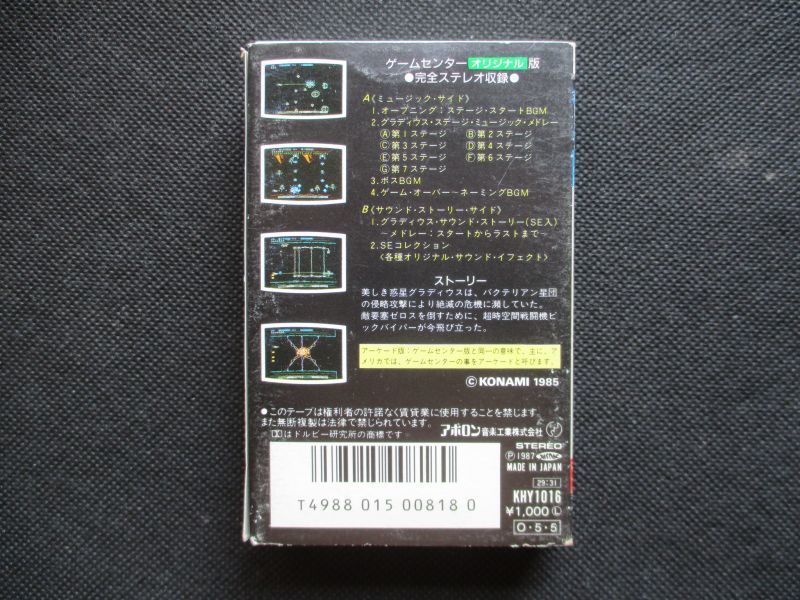 ゲームセンターオリジナル版
●完全ステレオ収録●
A《ミュージック・サイド》
1.オープニング:ステージ・スタートBGM
2.グラディウス・ステージ・ミュージック・メドレー
Ⓐ第1ステージ Ⓑ第2ステージ
Ⓒ第3ステージ Ⓓ第4ステージ
Ⓔ第5ステージ Ⓕ第6ステージ
Ⓖ第7ステージ
3.ボスBGM
4.ゲーム・オーバー~ネーミングBGM
B《サウンド・ストーリー・サイド》
1.グラディウス・サウンド・ストーリー(SE入)
~メドレー:スタートからラストまで~
2.SEコレクション
〈各種オリジナル・サウンド・イフェクト〉
ストーリー
美しき惑星グラディウスは、バクテリアン星団
の侵略攻撃により絶滅の危機に瀕していた。
敵要塞ゼロスを倒すために、超時空間戦闘機ビ
ックバイパーが今飛び立った。
アーケード版:ゲームセンター版と同一の意味で、主に、ア
メリカでは、ゲームセンターの事をアーケードと呼びます。
©KONAMI 1985
●このテープは権利者の許諾なく賃貸業に使用することを禁じます。
また無断複製は法律で禁じられています。
はドルビー研究所の商標です
アポロン音楽工業株式会社
STEREO
Ⓟ1987
MADE IN JAPAN
29:31
KHY1016
¥1,000 Ⓛ
O・5・5
T4988 015 00818 0